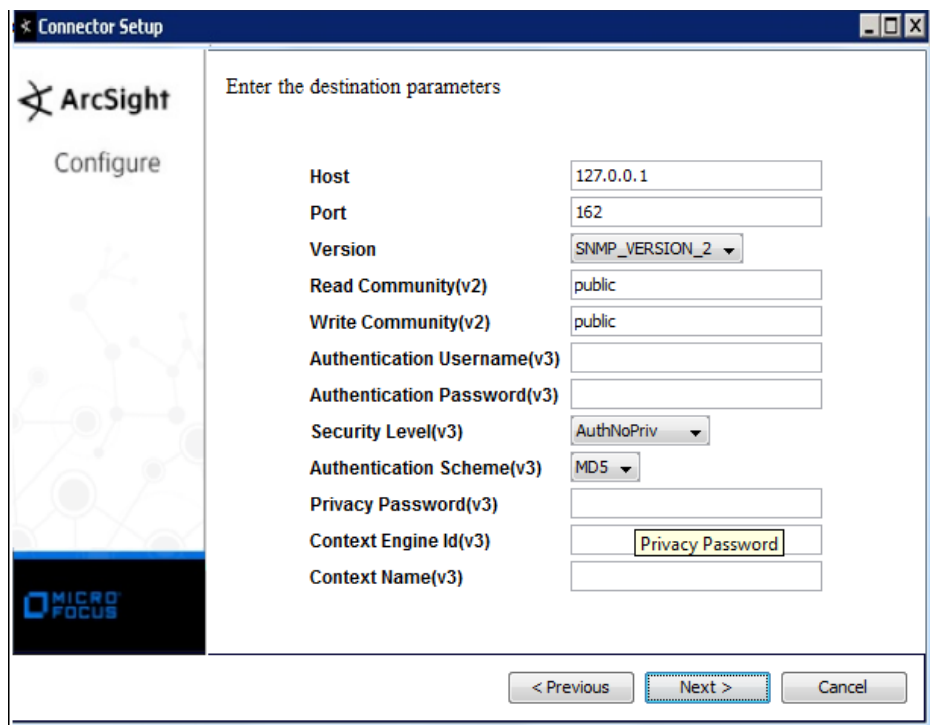 Connector Setup
ArcSight
Configure
Enter the destination parameters
Host 127.0.0.1
Port 162
Version SNMP_VERSION_2
Read Community(v2) public
Write Community(v2) public
Authentication Username(v3)
Authentication Password(v3)
Security Level(v3) AuthNoPriv
Authentication Scheme(v3) MD5
Privacy Password(v3)
Context Engine Id(v3) Privacy Password
Context Name(v3)
MICRO
FOCUS
< Previous Next > Cancel